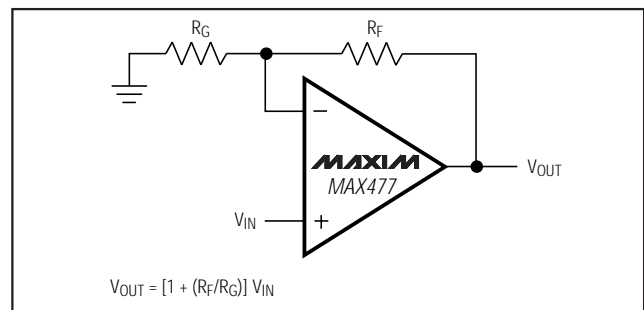 RG
RF
−
MAXIM
MAX477
VOUT
VIN
+
VOUT = [1 + (RF/RG)] VIN